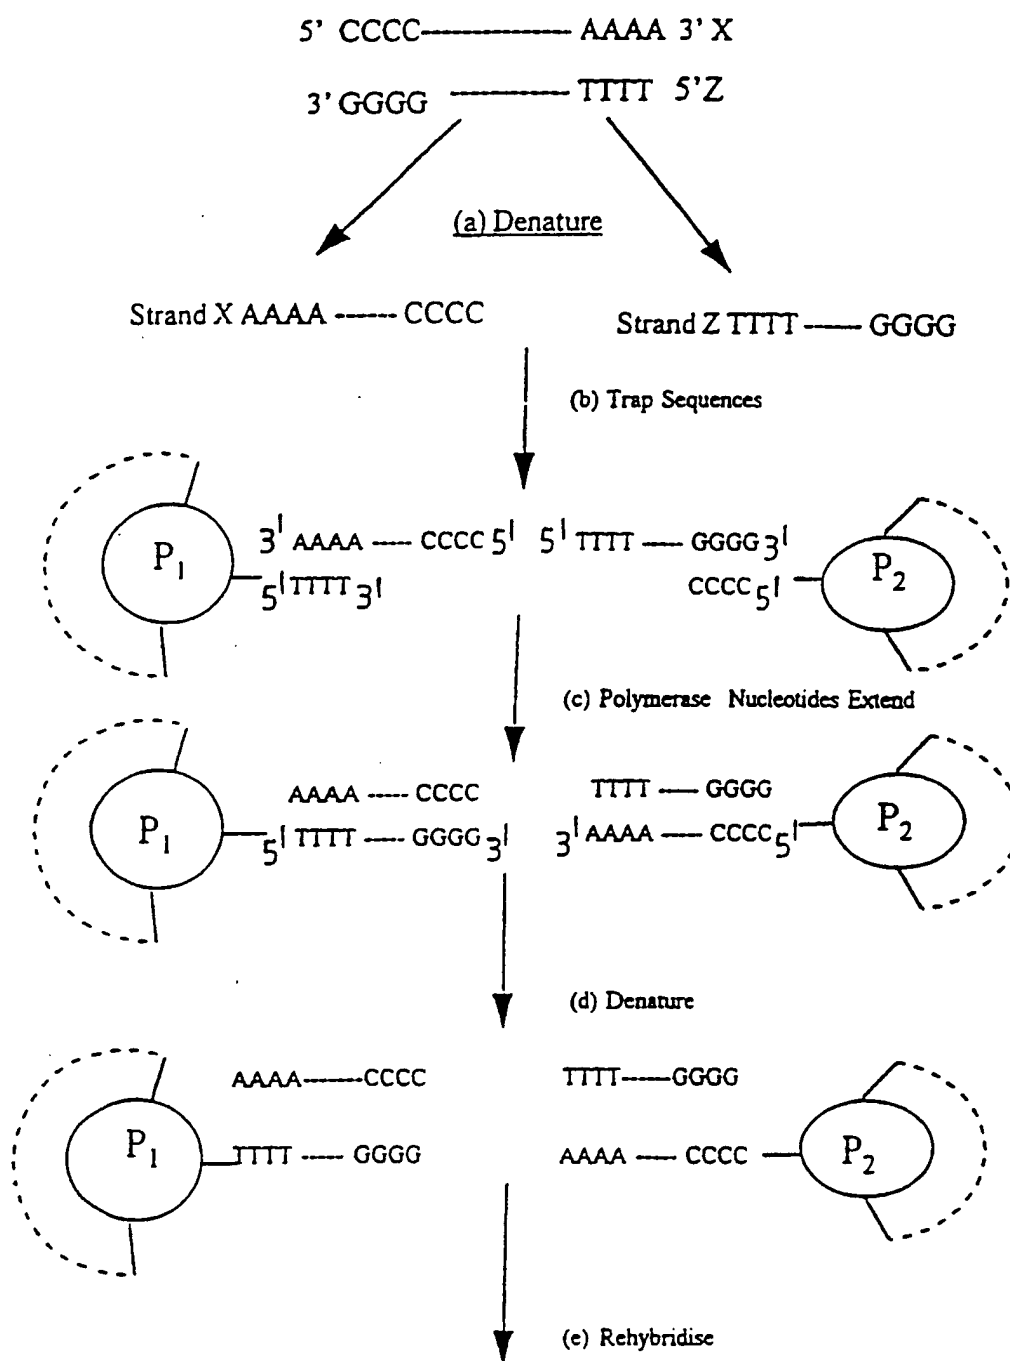 5' CCCC AAAA 3' X
3' GGGG TTTT 5' Z
(a) Denature
Strand X AAAA ------ CCCC
Strand Z TTTT —— GGGG
(b) Trap Sequences
P1 3' AAAA ---- CCCC 5' 5' TTTT —— GGGG 3' P2
5' TTTT 3' CCCC 5'
(c) Polymerase Nucleotides Extend
AAAA ----- CCCC TTTT —— GGGG
P1 5' TTTT ---- GGGG 3' 3' AAAA —— CCCC 5' P2
(d) Denature
AAAA -------- CCCC TTTT —— GGGG
P1 TTTT ---- GGGG AAAA —— CCCC P2
(e) Rehybridise